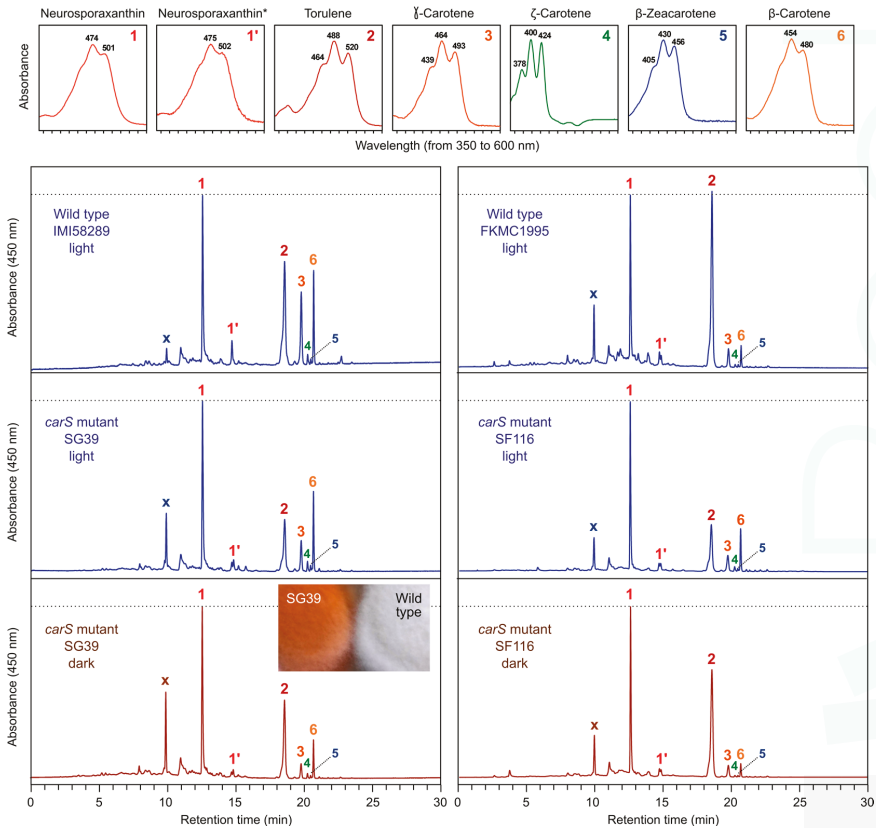 Neurosporaxanthin
Neurosporaxanthin*
Torulene
ɣ-Carotene
ζ-Carotene
β-Zeacarotene
β-Carotene
Absorbance
1
474
501
1'
475
502
2
464
488
520
3
439
464
493
4
378
400
424
5
405
430
456
6
454
480
Wavelength (from 350 to 600 nm)
Absorbance (450 nm)
Wild type
IMI58289
light
x
1
1'
2
3
4
6
5
Wild type
FKMC1995
light
x
1
1'
2
3
4
6
5
Absorbance (450 nm)
carS mutant
SG39
light
x
1
1'
2
3
4
6
5
carS mutant
SF116
light
x
1
1'
2
3
4
6
5
Absorbance (450 nm)
carS mutant
SG39
dark
x
1
1'
2
3
4
6
5
SG39
Wild
type
carS mutant
SF116
dark
x
1
1'
2
3
4
6
5
0 10 15 20 25 30
5 10 15 20 30
Retention time (min)
Retention time (min)